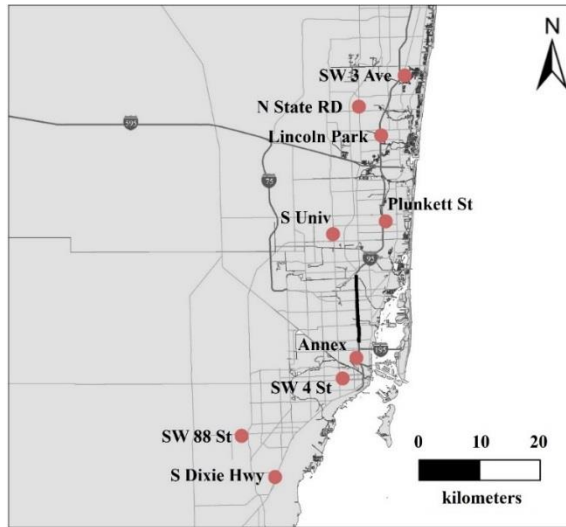 N
SW 3 Ave
N State RD
Lincoln Park
595
75
Plunkett St
S Univ
95
Annex
195
SW 4 St
SW 88 St
S Dixie Hwy
0 10 20
kilometers